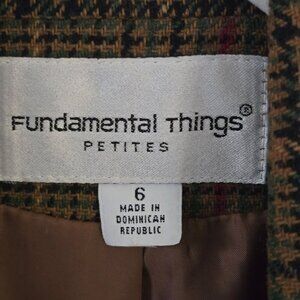 Fundamental Things®
PETITES
6
MADE IN
DOMINICAN
REPUBLIC